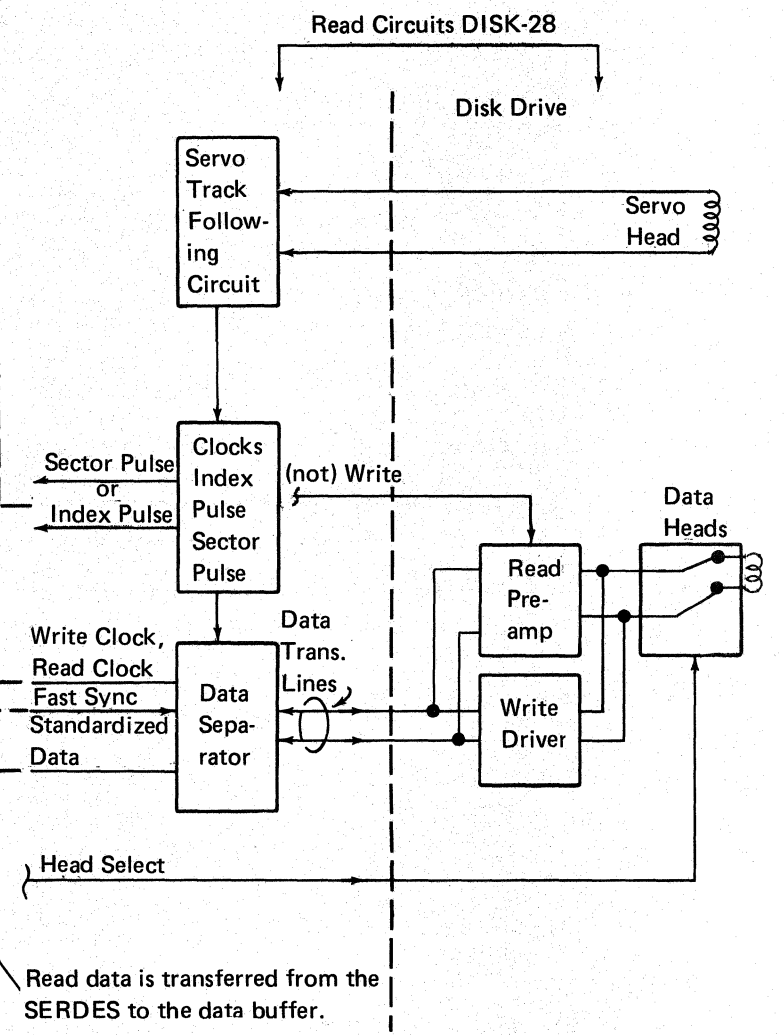 Read Circuits DISK-28
Disk Drive
Servo
Track
Follow-
ing
Circuit
Servo
Head
Clocks
Index
Pulse
Sector
Pulse
Sector Pulse
or
Index Pulse
(not) Write
Data
Heads
Read
Pre-
amp
Data
Trans.
Lines
Write Clock,
Read Clock
Fast Sync
Standardized
Data
Data
Sepa-
rator
Write
Driver
Head Select
Read data is transferred from the
SERDES to the data buffer.